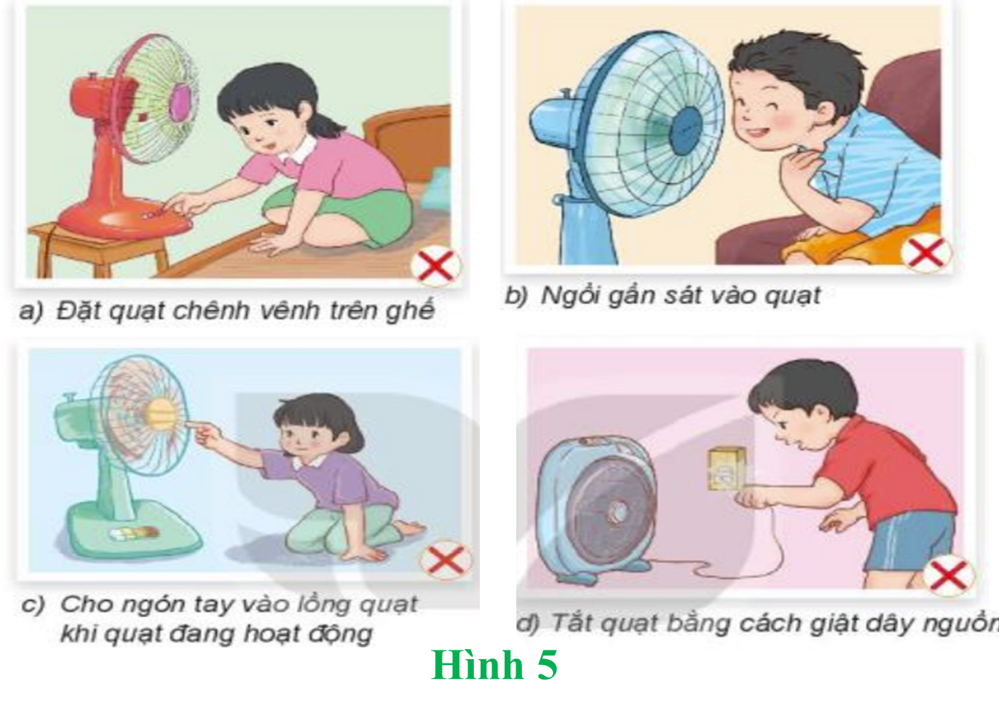 a) Đặt quạt chênh vênh trên ghế
b) Ngồi gần sát vào quạt
c) Cho ngón tay vào lồng quạt
khi quạt đang hoạt động
d) Tắt quạt bằng cách giật dây nguồn
Hình 5